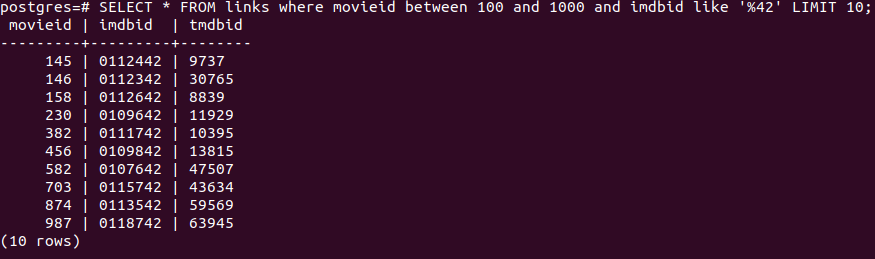 postgres=# SELECT * FROM links where movieid between 100 and 1000 and imdbid like '%42' LIMIT 10;
 movieid | imdbid  | tmdbid
---------+---------+--------
     145 | 0112442 | 9737
     146 | 0112342 | 30765
     158 | 0112642 | 8839
     230 | 0109642 | 11929
     382 | 0111742 | 10395
     456 | 0109842 | 13815
     582 | 0107642 | 47507
     703 | 0115742 | 43634
     874 | 0113542 | 59569
     987 | 0118742 | 63945
(10 rows)